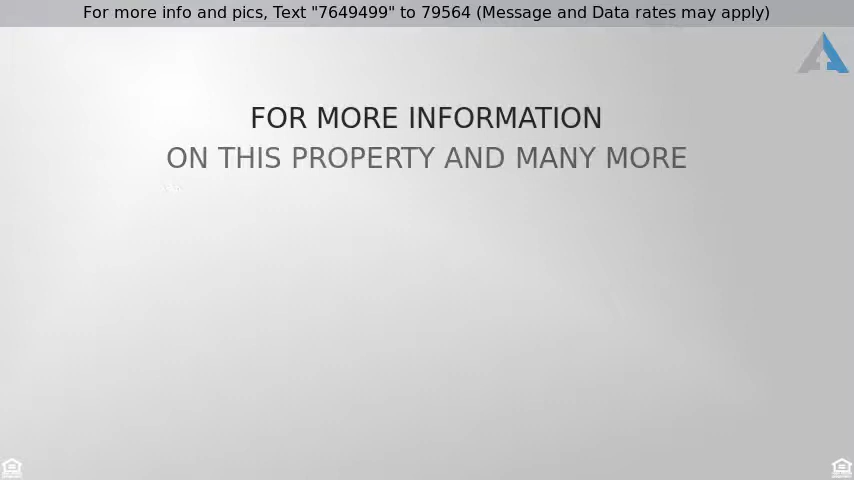 For more info and pics, Text "7649499" to 79564 (Message and Data rates may apply)
FOR MORE INFORMATION
ON THIS PROPERTY AND MANY MORE